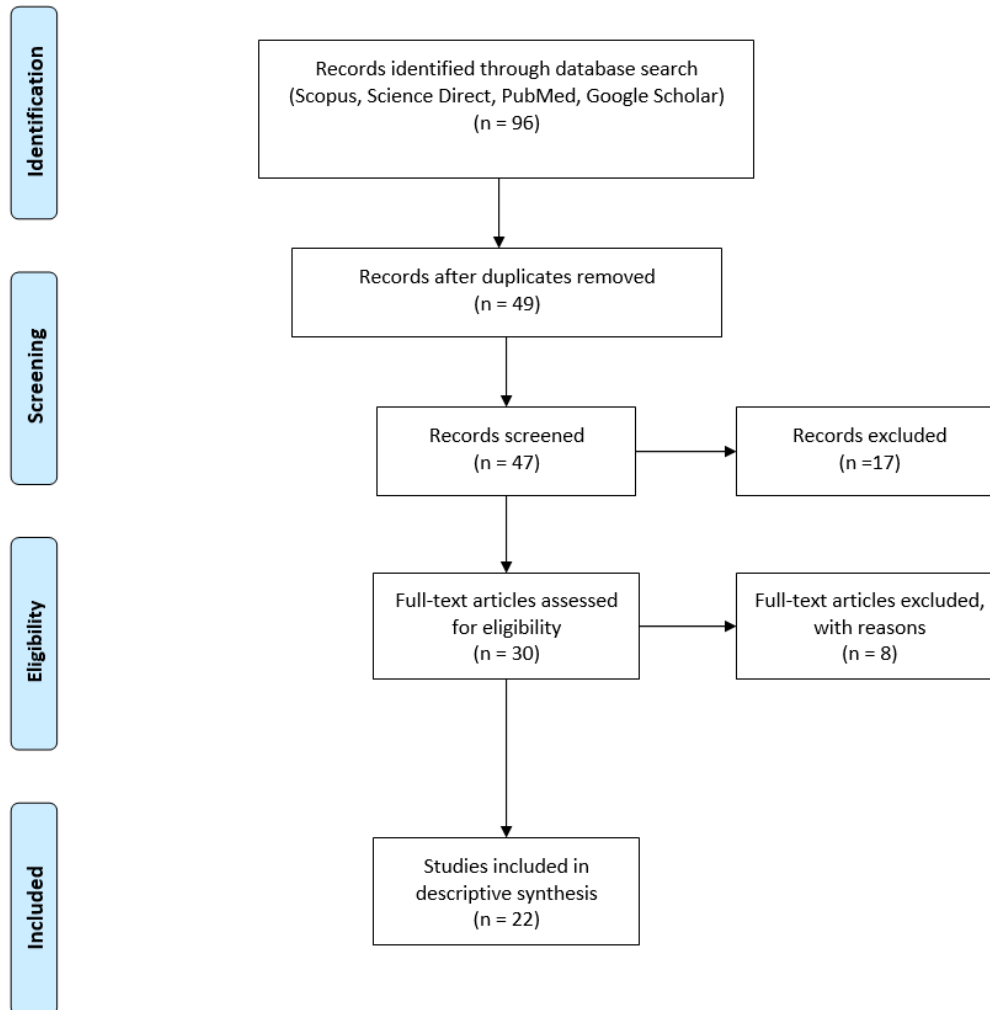 Identification
Records identified through database search
(Scopus, Science Direct, PubMed, Google Scholar)
(n = 96)
Screening
Records after duplicates removed
(n = 49)
Records screened
(n = 47)
Records excluded
(n =17)
Eligibility
Full-text articles assessed
for eligibility
(n = 30)
Full-text articles excluded,
with reasons
(n = 8)
Included
Studies included in
descriptive synthesis
(n = 22)